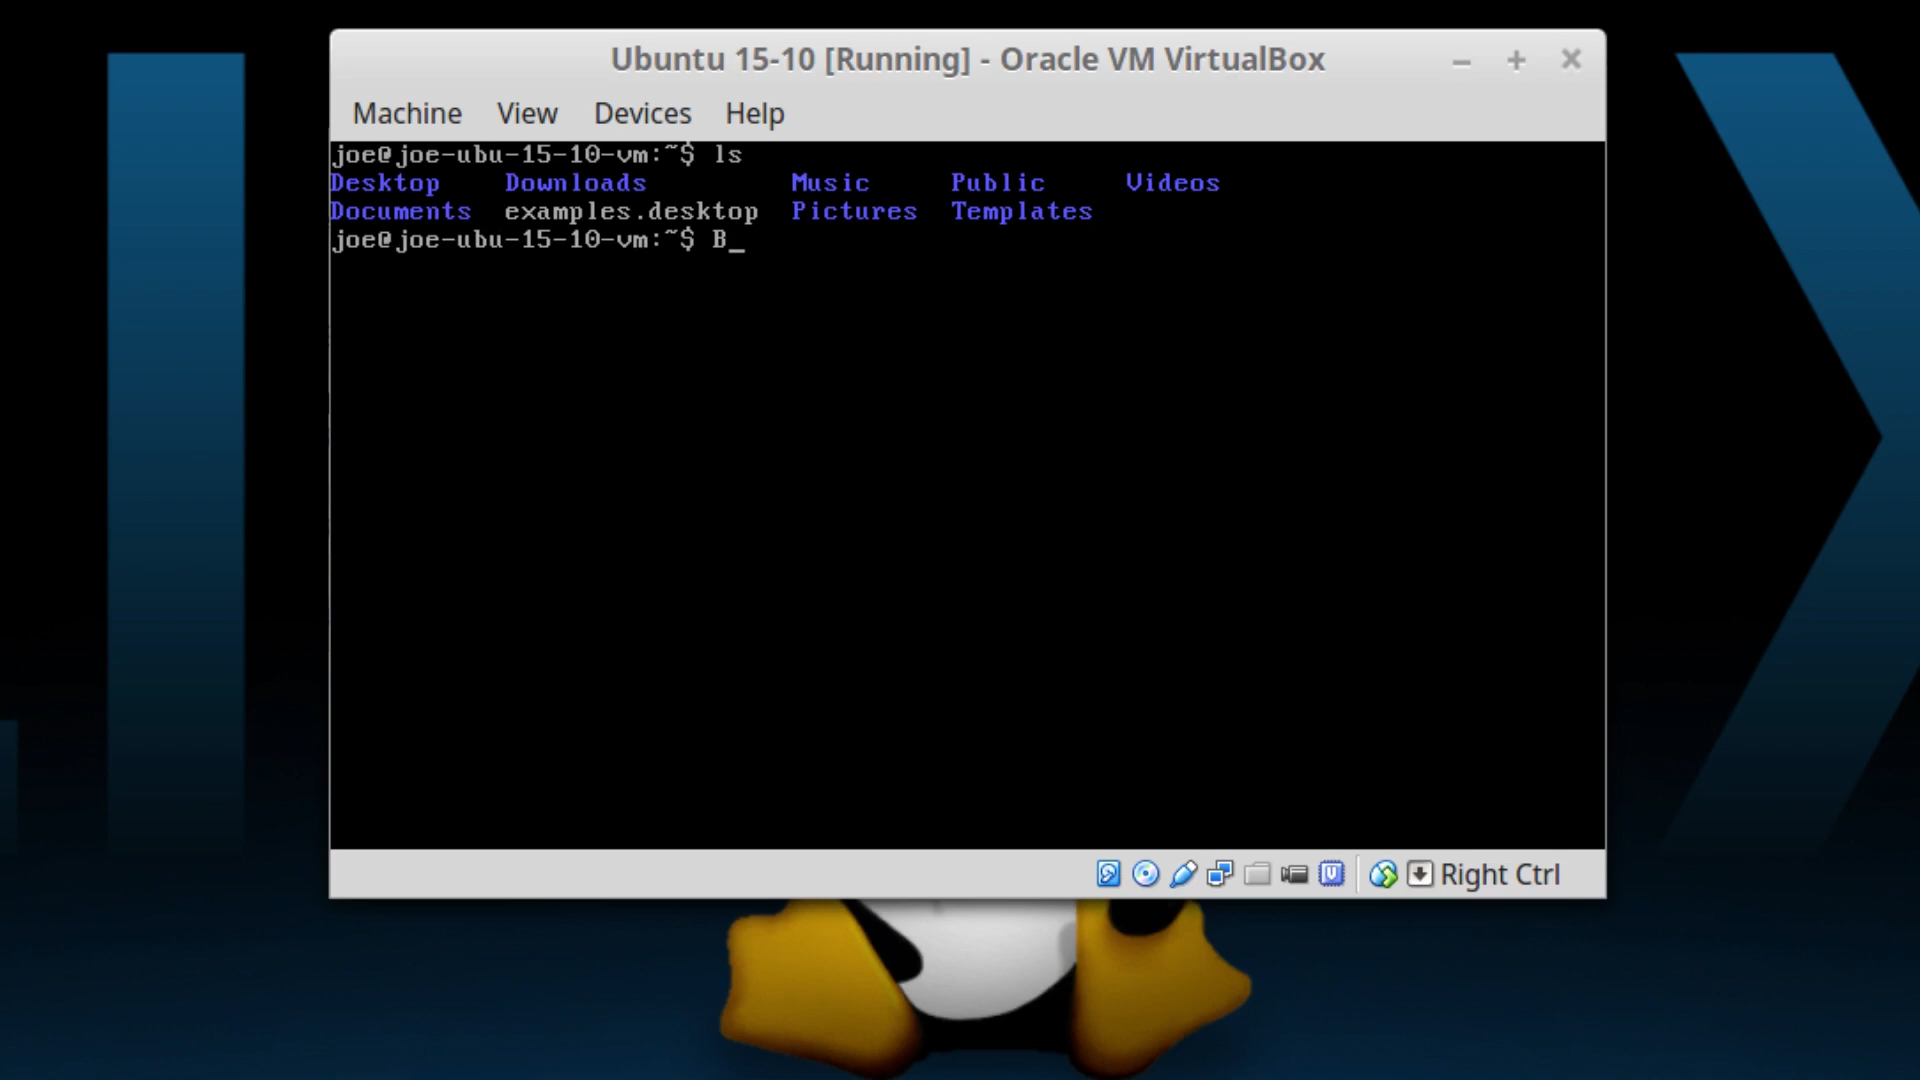 Ubuntu 15-10 [Running] - Oracle VM VirtualBox
Machine View Devices Help
joe@joe-ubu-15-10-vm:~$ ls
Desktop Downloads Music Public Videos
Documents examples.desktop Pictures Templates
joe@joe-ubu-15-10-vm:~$ B_
Right Ctrl